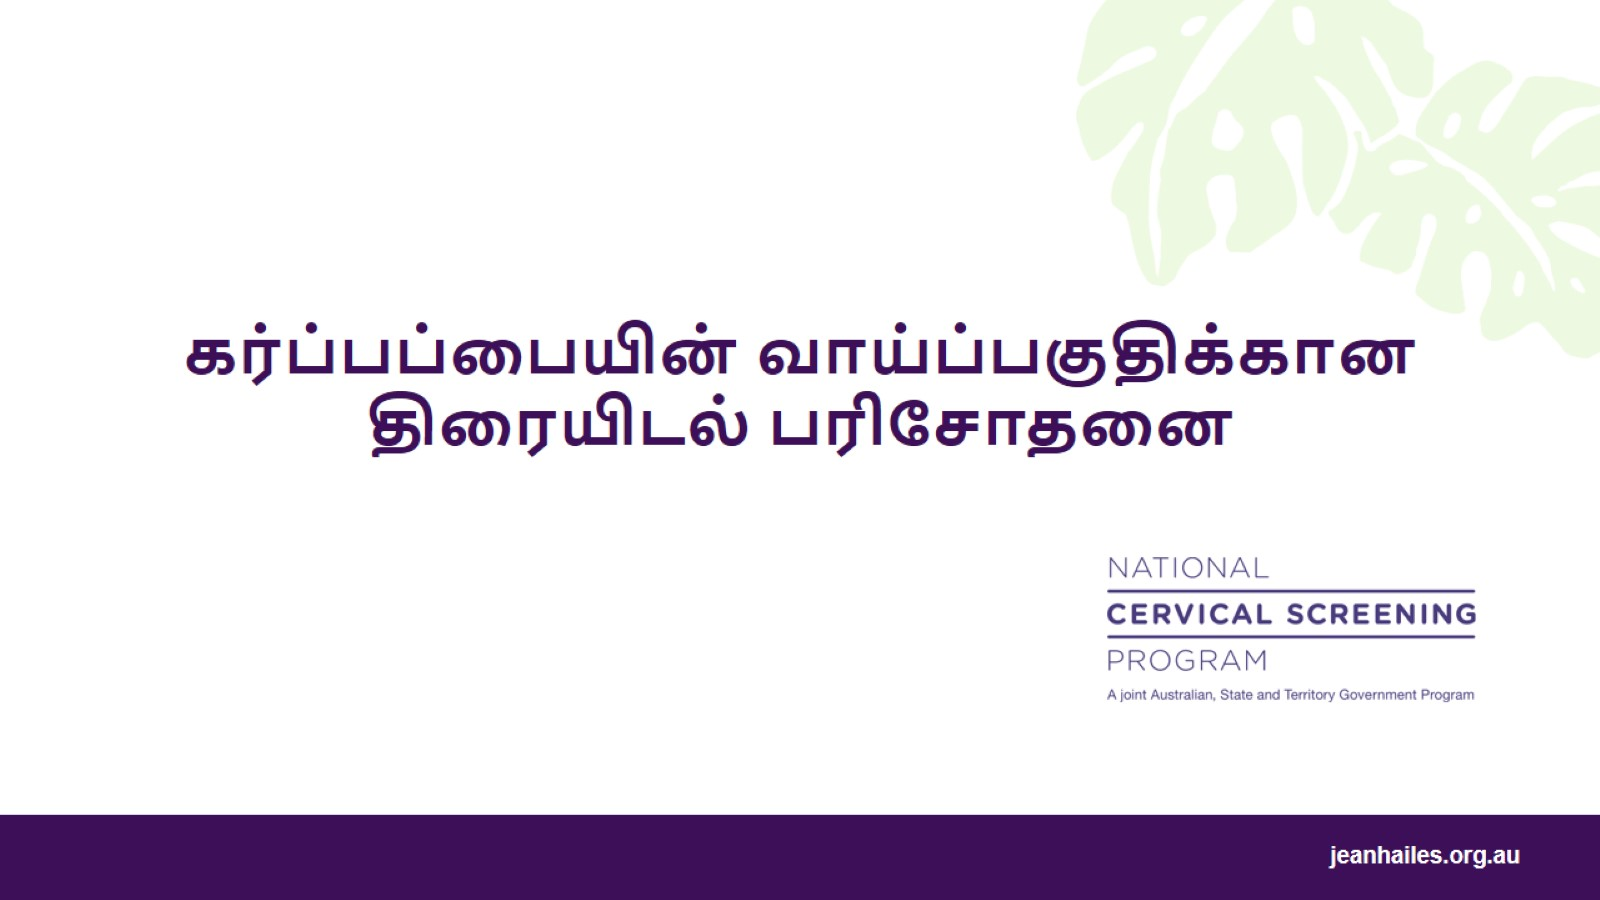 கர்ப்பப்பையின் வாய்ப்பகுதிக்கான
திரையிடல் பரிசோதனை
NATIONAL
CERVICAL SCREENING
PROGRAM
A joint Australian, State and Territory Government Program
jeanhailes.org.au